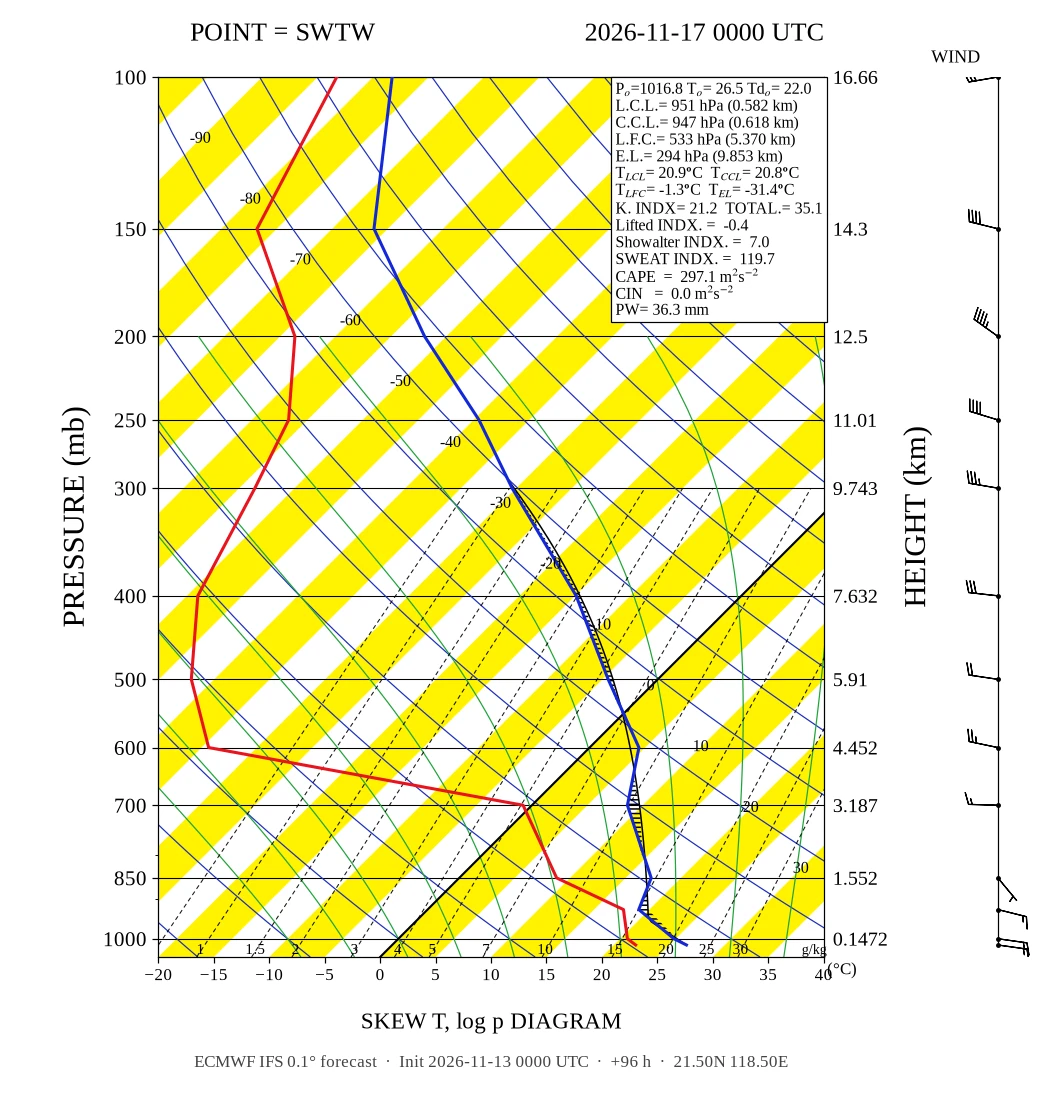 POINT = SWTW 2026-11-17 0000 UTC
WIND
P_o=1016.8 T_o= 26.5 Td_o= 22.0
L.C.L.= 951 hPa (0.582 km)
C.C.L.= 947 hPa (0.618 km)
L.F.C.= 533 hPa (5.370 km)
E.L.= 294 hPa (9.853 km)
T_LCL= 20.9°C T_CCL= 20.8°C
T_LFC= -1.3°C T_EL= -31.4°C
K. INDX= 21.2 TOTAL.= 35.1
Lifted INDX. = -0.4
Showalter INDX. = 7.0
SWEAT INDX. = 119.7
CAPE = 297.1 m²s⁻²
CIN = 0.0 m²s⁻²
PW= 36.3 mm
PRESSURE (mb)
100
150
200
250
300
400
500
600
700
850
1000
-90
-80
-70
-60
-50
-40
-30
-20
-10
0
10
20
30
16.66
14.3
12.5
11.01
9.743
7.632
5.91
4.452
3.187
1.552
0.1472
HEIGHT (km)
1 1.5 2 3 4 5 7 10 15 20 25 30 g/kg
−20 −15 −10 −5 0 5 10 15 20 25 30 35 40 (°C)
SKEW T, log p DIAGRAM
ECMWF IFS 0.1° forecast · Init 2026-11-13 0000 UTC · +96 h · 21.50N 118.50E